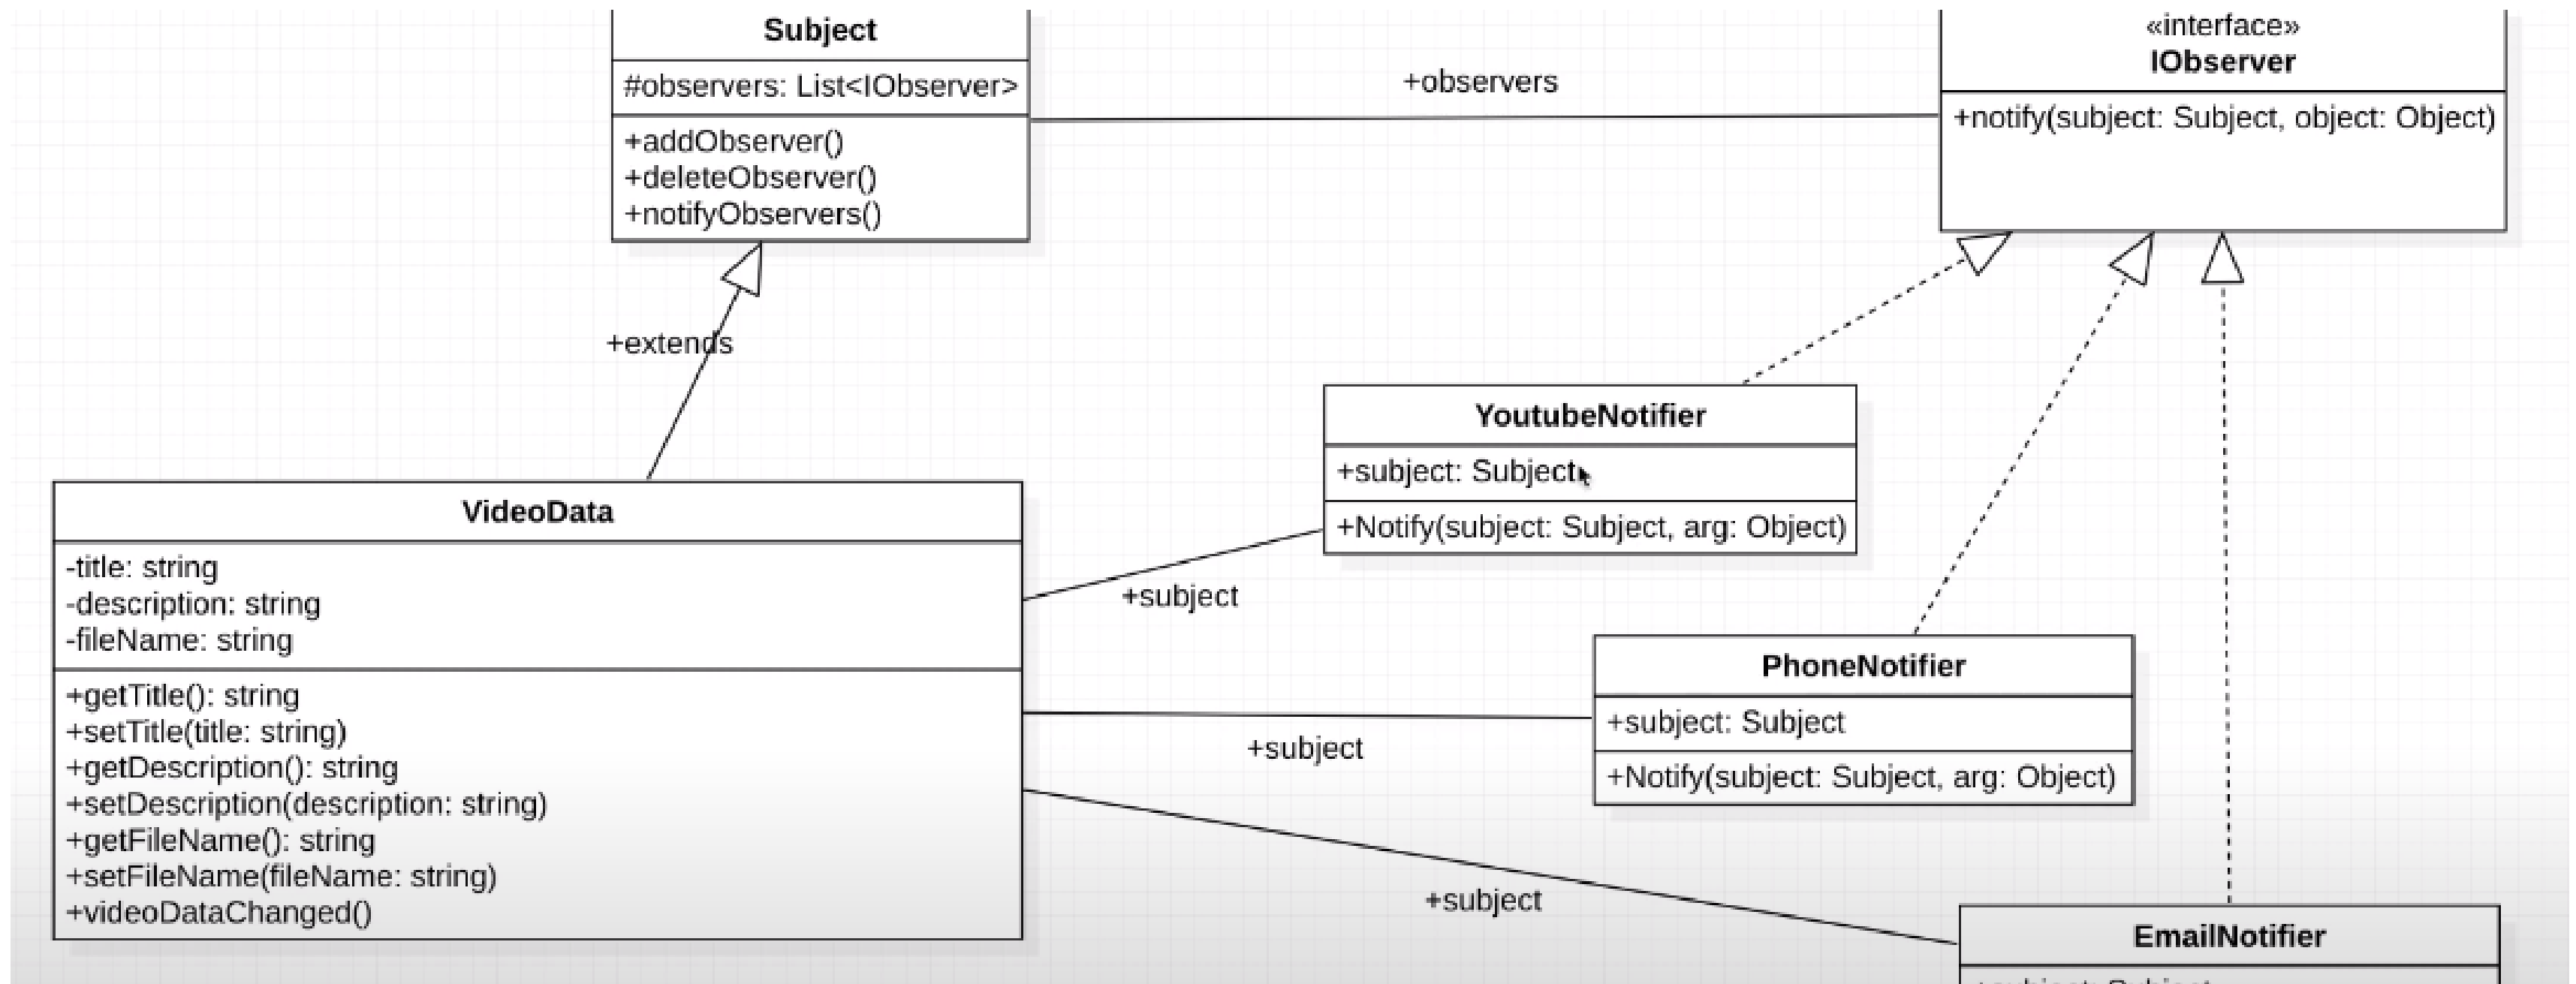 Subject
#observers: List<IObserver>
+addObserver()
+deleteObserver()
+notifyObservers()
+observers
«interface»
IObserver
+notify(subject: Subject, object: Object)
+extends
YoutubeNotifier
+subject: Subject
+Notify(subject: Subject, arg: Object)
VideoData
-title: string
-description: string
-fileName: string
+getTitle(): string
+setTitle(title: string)
+getDescription(): string
+setDescription(description: string)
+getFileName(): string
+setFileName(fileName: string)
+videoDataChanged()
+subject
PhoneNotifier
+subject: Subject
+Notify(subject: Subject, arg: Object)
+subject
+subject
EmailNotifier